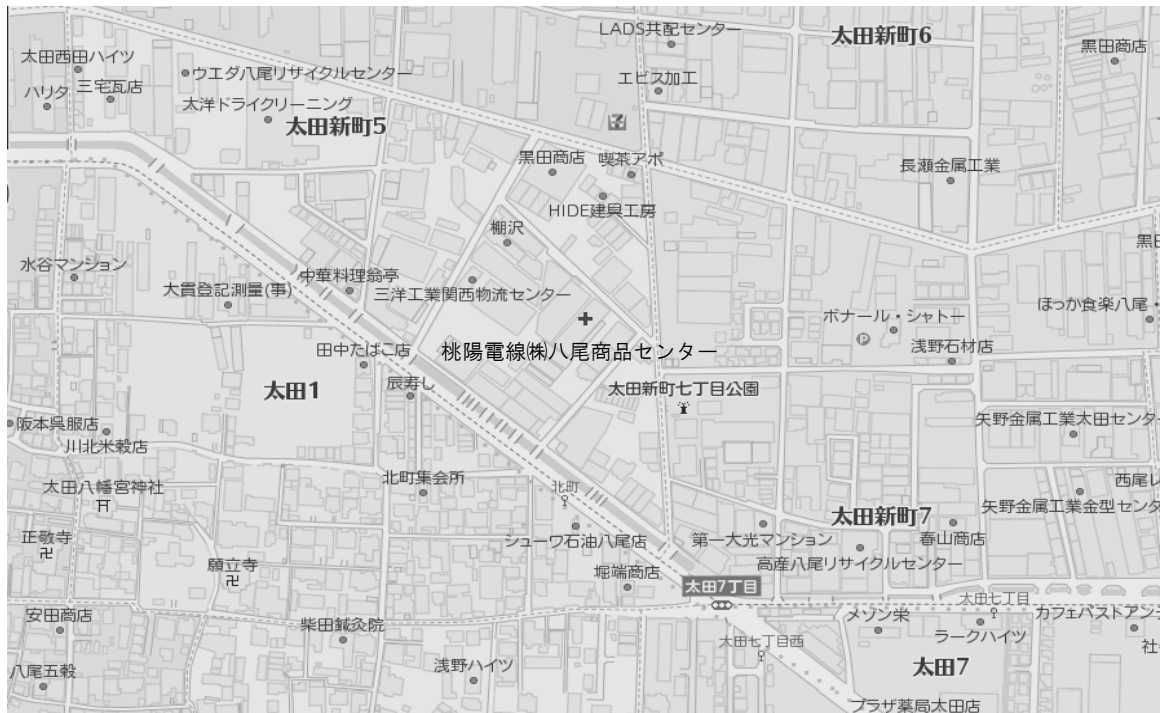 LADS共配センター
太田新町6
黒田商店
太田西田ハイツ
ウエダ八尾リサイクルセンター
エビス加工
ハリタ
三宅瓦店
太洋ドライクリーニング
太田新町5
黒田商店
喫茶アポ
長瀬金属工業
HIDE建具工房
棚沢
黒田
水谷マンション
中華料理翁亭
大貫登記測量(事)
三洋工業関西物流センター
ほっか食楽八尾・
ボナール・シャトー
P
浅野石材店
田中たばこ店
桃陽電線㈱八尾商品センター
太田1
辰寿し
太田新町七丁目公園
阪本呉服店
川北米穀店
矢野金属工業太田センター
北町集会所
北町
太田八幡宮神社
西尾レ
矢野金属工業金型センタ
太田新町7
正敬寺
シューワ石油八尾店
第一大光マンション
春山商店
願立寺
堀端商店
高産八尾リサイクルセンター
太田7丁目
安田商店
柴田鍼灸院
太田七丁目
メゾン栄
カフェバストアンテ
ラークハイツ
太田七丁目西
社
八尾五穀
浅野ハイツ
太田7
プラザ薬局太田店